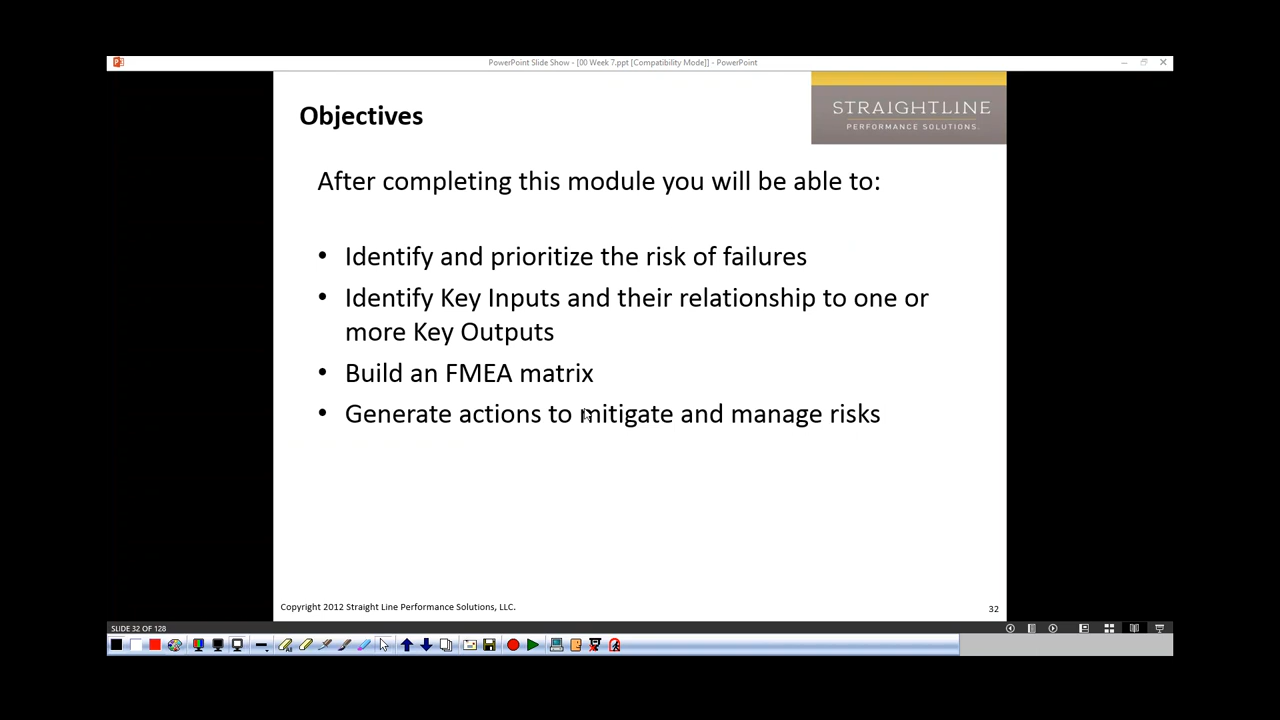 PowerPoint Slide Show - [00 Week 7.ppt [Compatibility Mode]] - PowerPoint
Objectives
STRAIGHTLINE
PERFORMANCE SOLUTIONS.
After completing this module you will be able to:
• Identify and prioritize the risk of failures
• Identify Key Inputs and their relationship to one or
more Key Outputs
• Build an FMEA matrix
• Generate actions to mitigate and manage risks
Copyright 2012 Straight Line Performance Solutions, LLC.
32
SLIDE 32 OF 128